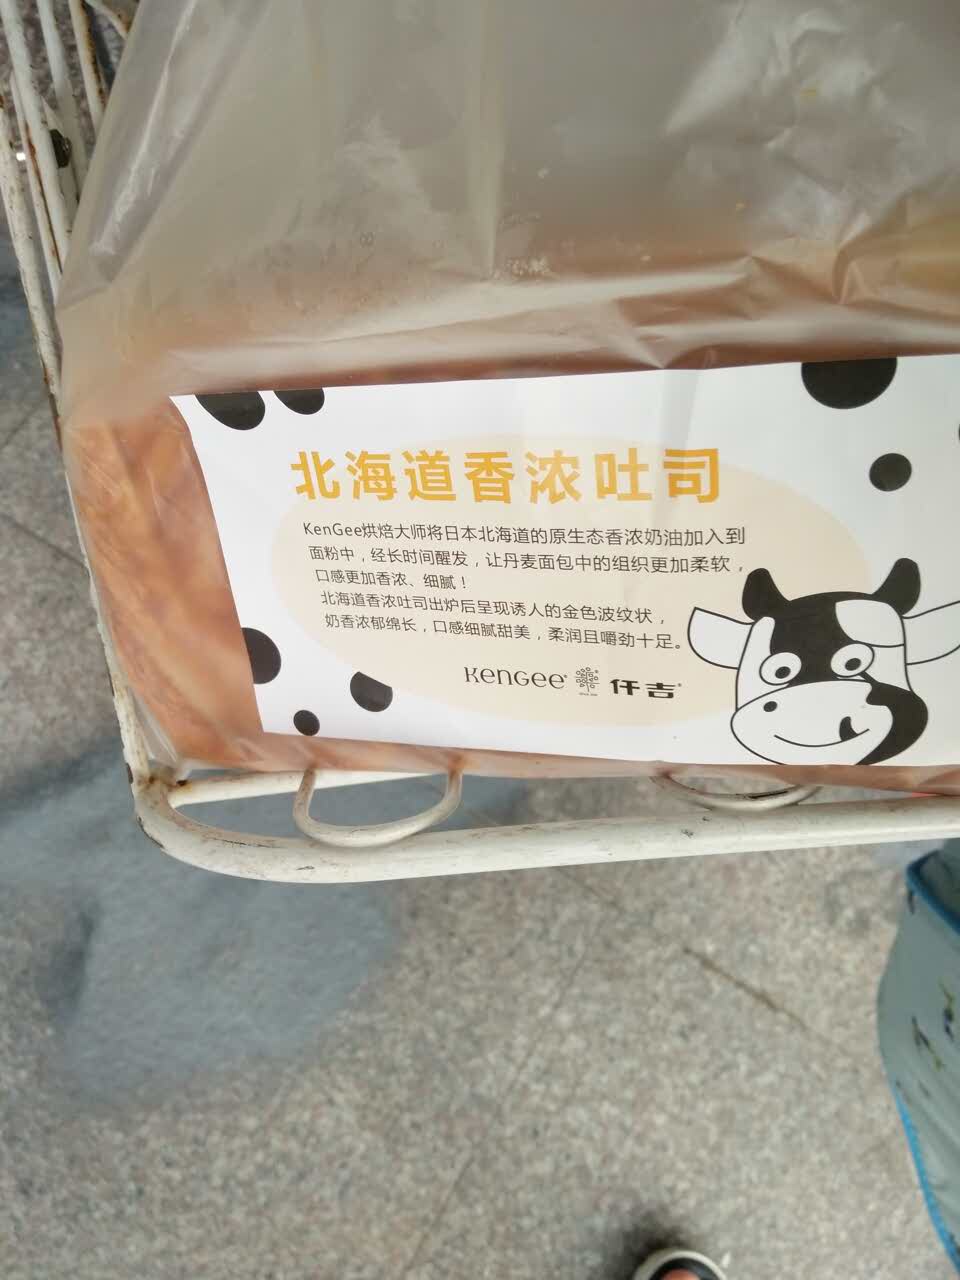 北海道香浓吐司
KenGee烘焙大师将日本北海道的原生态香浓奶油加入到
面粉中，经长时间醒发，让丹麦面包中的组织更加柔软，
口感更加香浓、细腻！
北海道香浓吐司出炉后呈现诱人的金色波纹状，
奶香浓郁绵长，口感细腻甜美，柔润且嚼劲十足。
KenGee® 仟吉®